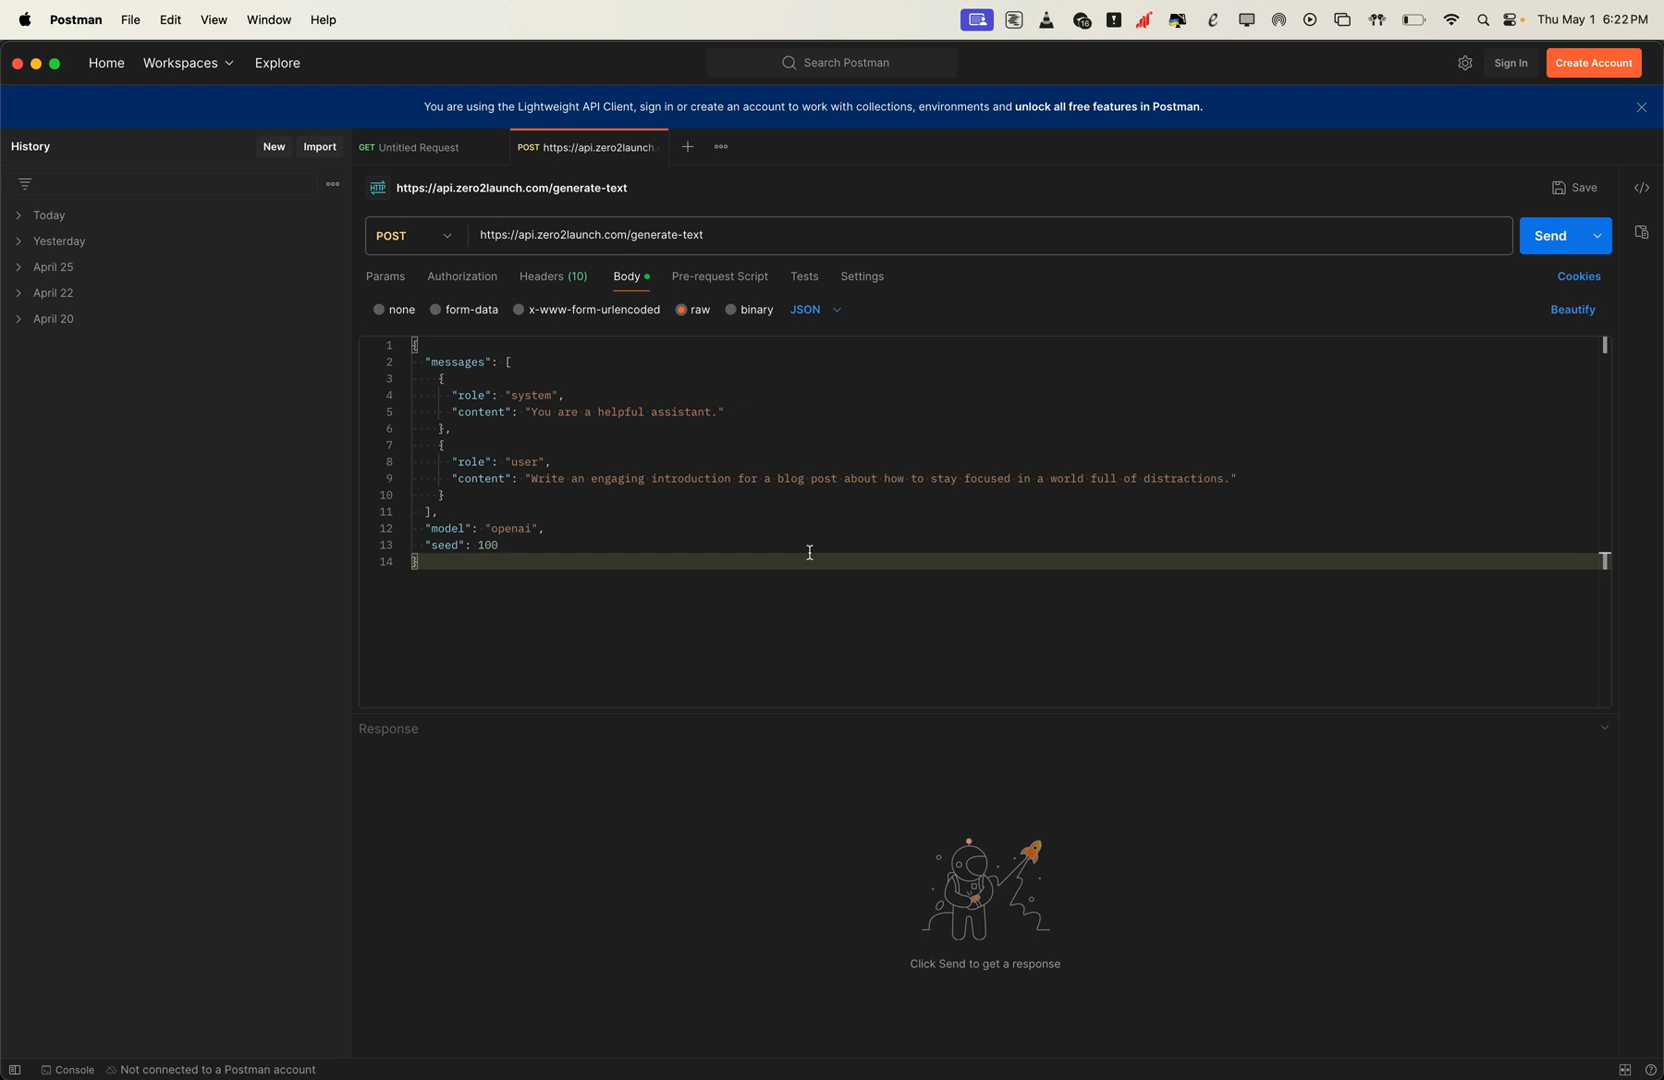 Postman File Edit View Window Help
16
Thu May 1 6:22 PM
Home Workspaces Explore
Search Postman
Sign In
Create Account
You are using the Lightweight API Client, sign in or create an account to work with collections, environments and unlock all free features in Postman.
History
New Import
GET Untitled Request
POST https://api.zero2launch.
HTTP https://api.zero2launch.com/generate-text
Save
Today
Yesterday
April 25
April 22
April 20
POST
https://api.zero2launch.com/generate-text
Send
Params Authorization Headers (10) Body Pre-request Script Tests Settings
Cookies
none form-data x-www-form-urlencoded raw binary JSON
Beautify
1 {
2 "messages": [
3 {
4 "role": "system",
5 "content": "You are a helpful assistant."
6 },
7 {
8 "role": "user",
9 "content": "Write an engaging introduction for a blog post about how to stay focused in a world full of distractions."
10 }
11 ],
12 "model": "openai",
13 "seed": 100
14 }
Response
Click Send to get a response
Console
Not connected to a Postman account